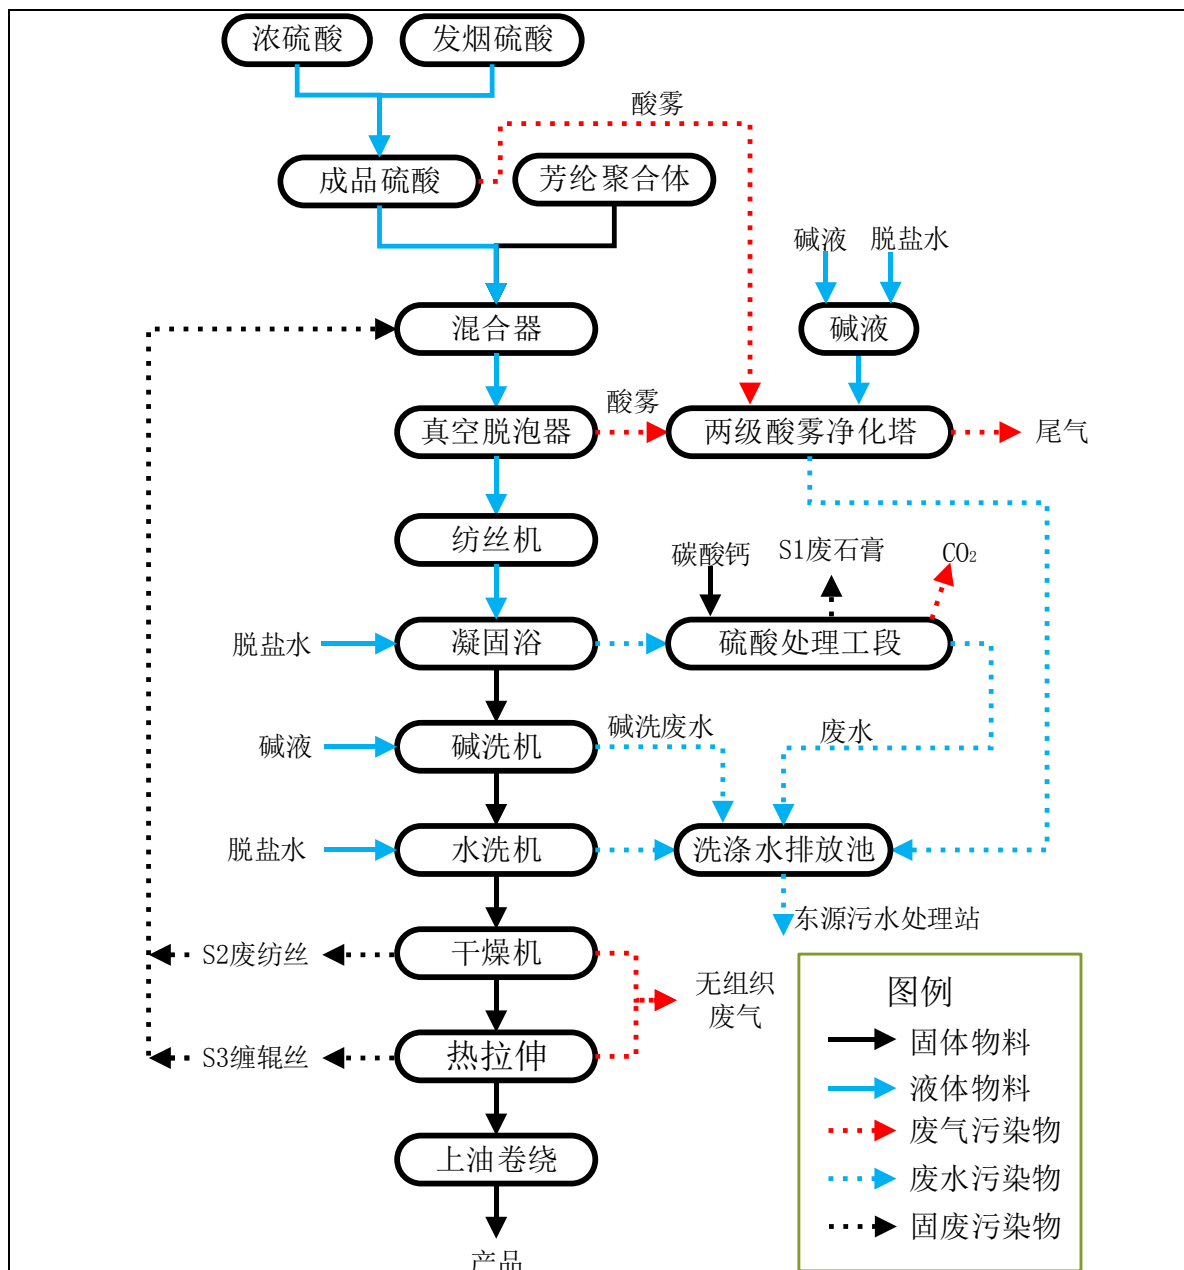 浓硫酸
发烟硫酸
酸雾
成品硫酸
芳纶聚合体
碱液
脱盐水
混合器
碱液
酸雾
真空脱泡器
两级酸雾净化塔
尾气
纺丝机
碳酸钙
S1废石膏
CO₂
脱盐水
凝固浴
硫酸处理工段
碱液
碱洗机
碱洗废水
废水
脱盐水
水洗机
洗涤水排放池
东源污水处理站
S2废纺丝
干燥机
无组织
废气
S3缠辊丝
热拉伸
上油卷绕
产品
图例
固体物料
液体物料
废气污染物
废水污染物
固废污染物